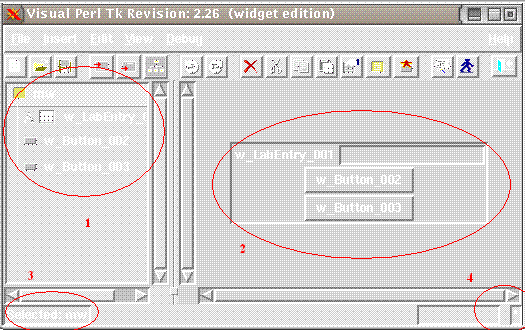 Visual Perl Tk Revision: 2.26 (widget edition)
File Insert Edit View Debug Help
mw
w_LabEntry_0
w_Button_002
w_Button_003
w_LabEntry_001
w_Button_002
w_Button_003
1
2
3
4
Selected: mw